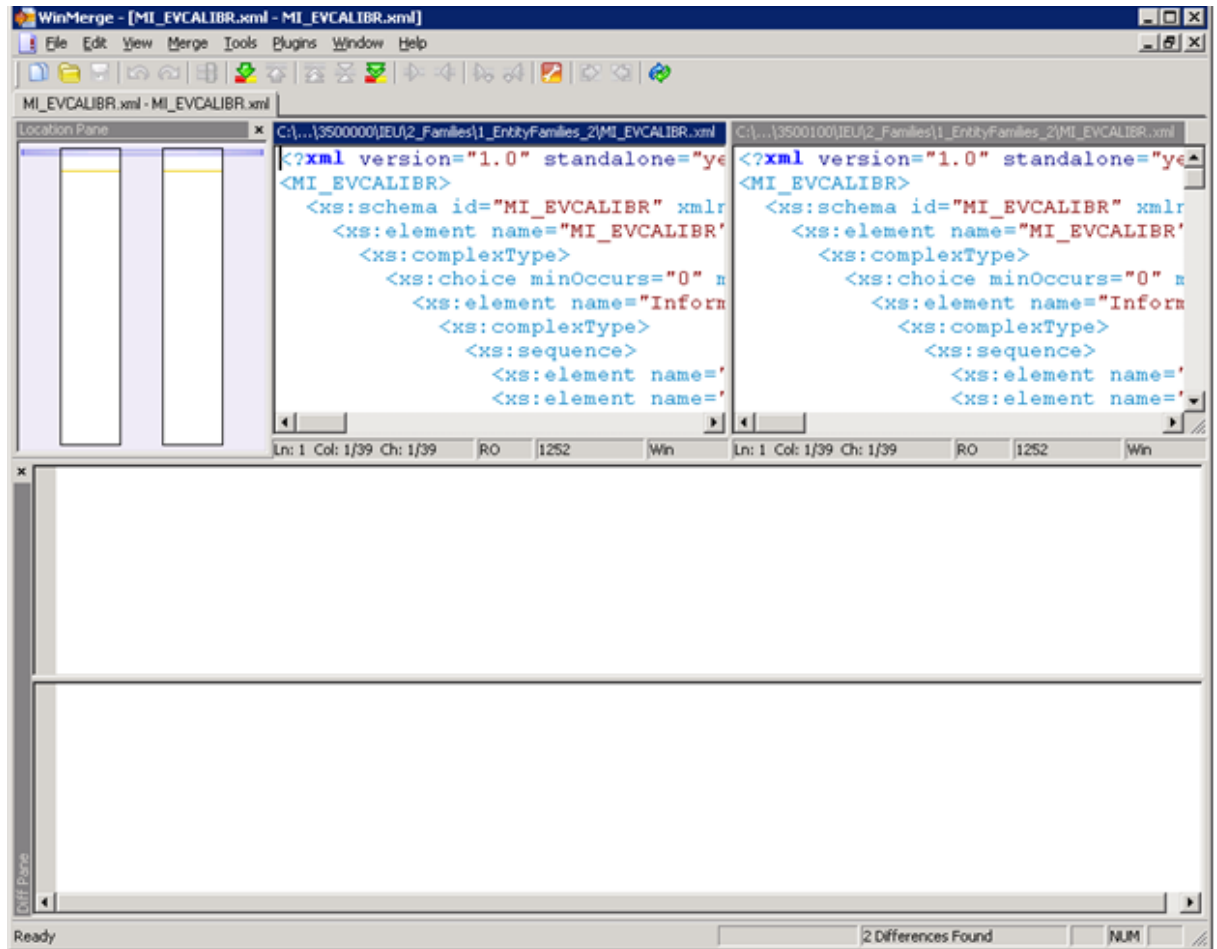 WinMerge - [MI_EVCALIBR.xml - MI_EVCALIBR.xml]
File Edit View Merge Tools Plugins Window Help
MI_EVCALIBR.xml - MI_EVCALIBR.xml
Location Pane
C:\...\3500000\IEU\2_Families\1_EntityFamilies_2\MI_EVCALIBR.xml
<?xml version="1.0" standalone="ye
<MI_EVCALIBR>
<xs:schema id="MI_EVCALIBR" xmlr
<xs:element name="MI_EVCALIBR"
<xs:complexType>
<xs:choice minOccurs="0" m
<xs:element name="Inform
<xs:complexType>
<xs:sequence>
<xs:element name="
<xs:element name="
Ln: 1 Col: 1/39 Ch: 1/39 RO 1252 Win
C:\...\3500100\IEU\2_Families\1_EntityFamilies_2\MI_EVCALIBR.xml
<?xml version="1.0" standalone="ye
<MI_EVCALIBR>
<xs:schema id="MI_EVCALIBR" xmlr
<xs:element name="MI_EVCALIBR"
<xs:complexType>
<xs:choice minOccurs="0" m
<xs:element name="Inform
<xs:complexType>
<xs:sequence>
<xs:element name="
<xs:element name="
Ln: 1 Col: 1/39 Ch: 1/39 RO 1252 Win
Diff Pane
Ready 2 Differences Found NUM